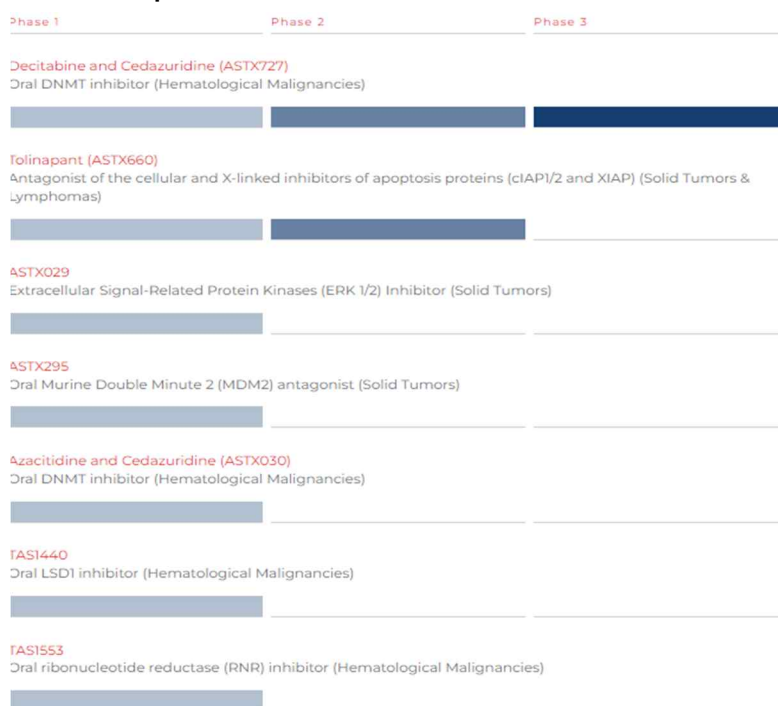 Phase 1 Phase 2 Phase 3
Decitabine and Cedazuridine (ASTX727)
Oral DNMT inhibitor (Hematological Malignancies)
Tolinapant (ASTX660)
Antagonist of the cellular and X-linked inhibitors of apoptosis proteins (cIAP1/2 and XIAP) (Solid Tumors &
Lymphomas)
ASTX029
Extracellular Signal-Related Protein Kinases (ERK 1/2) Inhibitor (Solid Tumors)
ASTX295
Oral Murine Double Minute 2 (MDM2) antagonist (Solid Tumors)
Azacitidine and Cedazuridine (ASTX030)
Oral DNMT inhibitor (Hematological Malignancies)
TAS1440
Oral LSD1 inhibitor (Hematological Malignancies)
TAS1553
Oral ribonucleotide reductase (RNR) inhibitor (Hematological Malignancies)